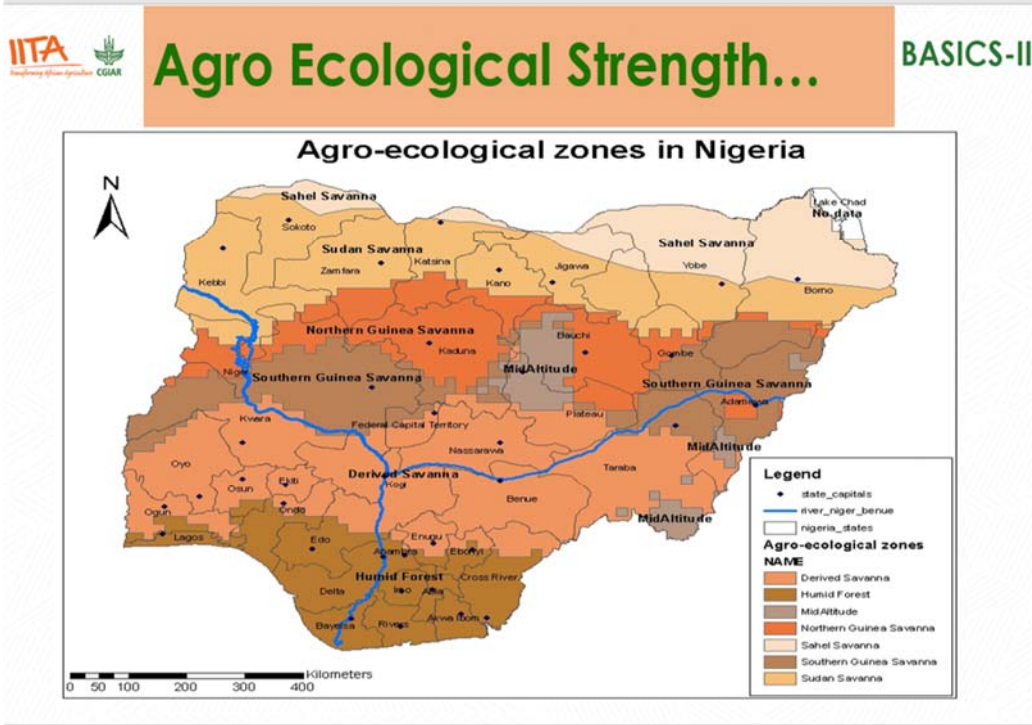 IITA
Transforming African Agriculture
CGIAR
Agro Ecological Strength...
BASICS-II
Agro-ecological zones in Nigeria
N
Sahel Savanna
Lake Chad
No data
Sokoto
Sudan Savanna
Katsina
Sahel Savanna
Zamfara
Jigawa
Yobe
Kebbi
Kano
Borno
Northern Guinea Savanna
Bauchi
Kaduna
Gombe
Niger
MidAltitude
Southern Guinea Savanna
Southern Guinea Savanna
Adamawa
Plateau
Kwara
Federal Capital Territory
MidAltitude
Nassarawa
Oyo
Derived Savanna
Taraba
Osun
Ekiti
Kogi
Benue
Ogun
Ondo
MidAltitude
Lagos
Edo
Enugu
Anambra
Ebonyi
Humid Forest
Cross River
Delta
Imo
Abia
Bayelsa
Rivers
Akwa Ibom
Legend
state_capitals
river_niger_benue
nigeria_states
Agro-ecological zones
NAME
Derived Savanna
Humid Forest
MidAltitude
Northern Guinea Savanna
Sahel Savanna
Southern Guinea Savanna
Sudan Savanna
Kilometers
0 50 100 200 300 400